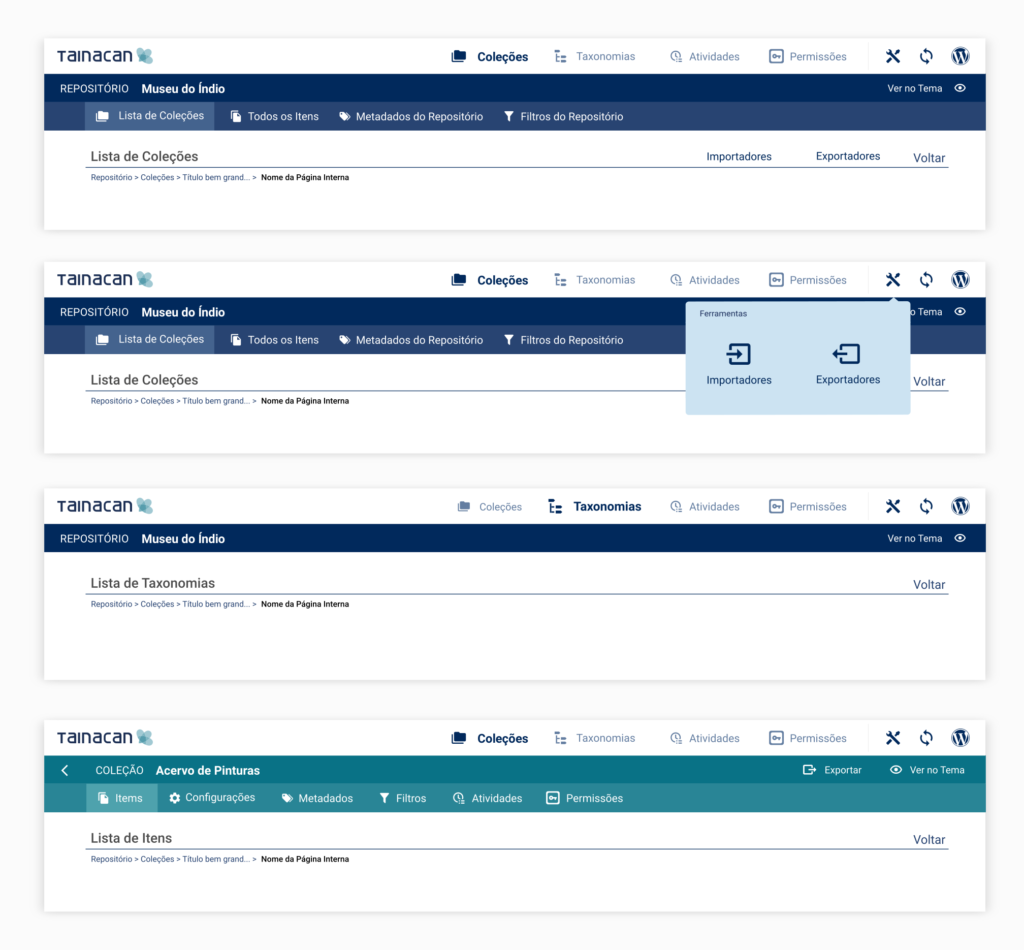 Tainacan Coleções Taxonomias Atividades Permissões
REPOSITÓRIO Museu do Índio Ver no Tema
Lista de Coleções Todos os Itens Metadados do Repositório Filtros do Repositório
Lista de Coleções Importadores Exportadores Voltar
Repositório > Coleções > Título bem grand... > Nome da Página Interna
Tainacan Coleções Taxonomias Atividades Permissões
REPOSITÓRIO Museu do Índio o Tema
Ferramentas
Lista de Coleções Todos os Itens Metadados do Repositório Filtros do Repositório
Importadores Exportadores
Lista de Coleções Voltar
Repositório > Coleções > Título bem grand... > Nome da Página Interna
Tainacan Coleções Taxonomias Atividades Permissões
REPOSITÓRIO Museu do Índio Ver no Tema
Lista de Taxonomias Voltar
Repositório > Coleções > Título bem grand... > Nome da Página Interna
Tainacan Coleções Taxonomias Atividades Permissões
COLEÇÃO Acervo de Pinturas Exportar Ver no Tema
Items Configurações Metadados Filtros Atividades Permissões
Lista de Itens Voltar
Repositório > Coleções > Título bem grand... > Nome da Página Interna